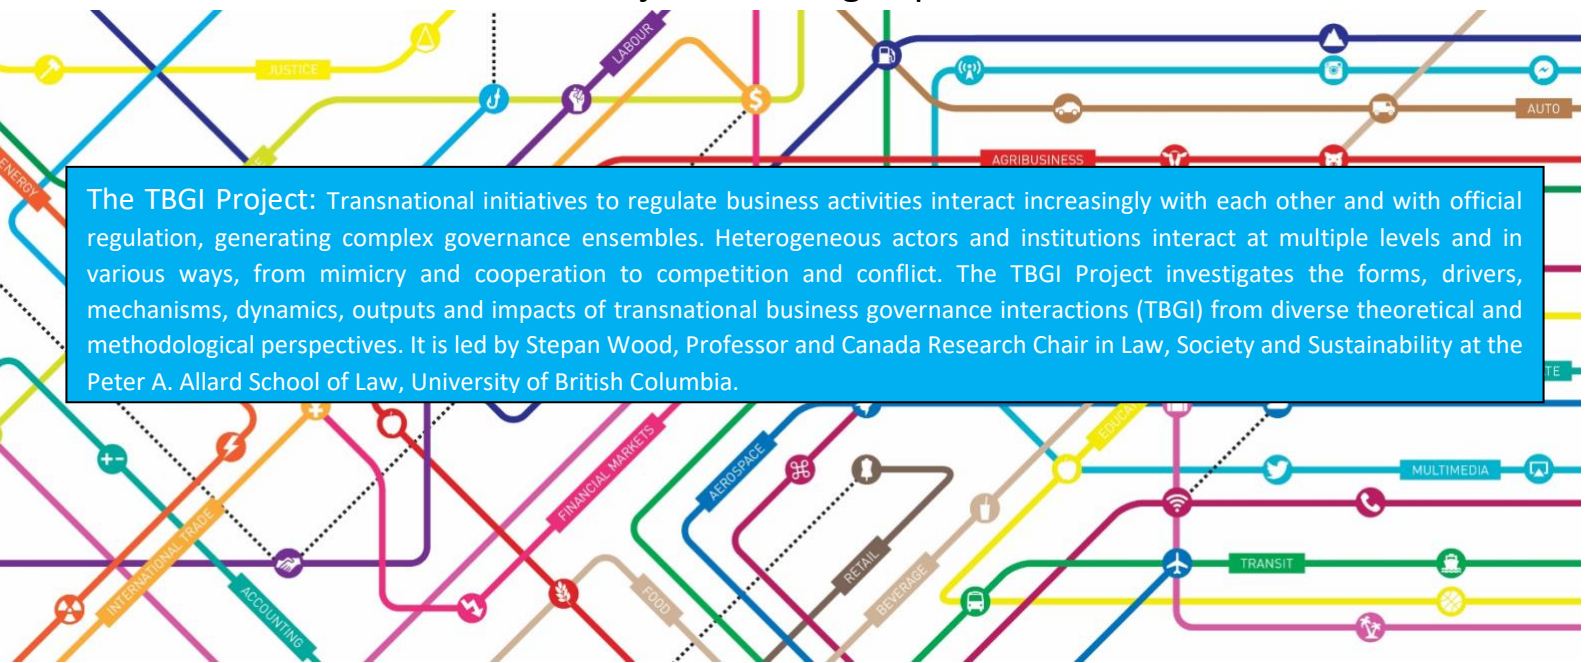 JUSTICE
LABOUR
AUTO
AGRIBUSINESS
ENERGY
The TBGI Project: Transnational initiatives to regulate business activities interact increasingly with each other and with official
regulation, generating complex governance ensembles. Heterogeneous actors and institutions interact at multiple levels and in
various ways, from mimicry and cooperation to competition and conflict. The TBGI Project investigates the forms, drivers,
mechanisms, dynamics, outputs and impacts of transnational business governance interactions (TBGI) from diverse theoretical and
methodological perspectives. It is led by Stepan Wood, Professor and Canada Research Chair in Law, Society and Sustainability at the
Peter A. Allard School of Law, University of British Columbia.
FINANCIAL MARKETS
AEROSPACE
MULTIMEDIA
INTERNATIONAL TRADE
ACCOUNTING
FOOD
RETAIL
BEVERAGE
TRANSIT